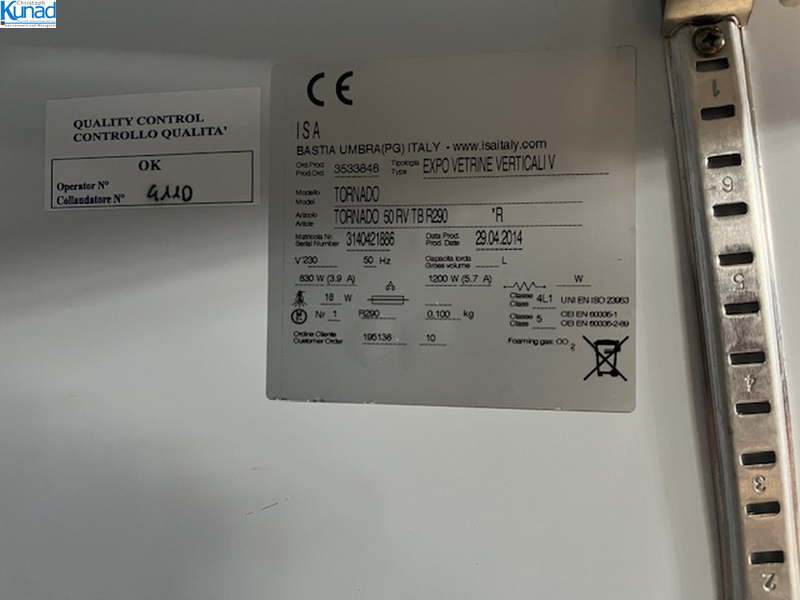 Christoph
Kunad
QUALITY CONTROL
CONTROLLO QUALITA'
OK
Operator N°
Collaudatore N° 4110
CE
ISA
BASTIA UMBRA(PG) ITALY - www.isaitaly.com
Ord.Prod. Prod.Ord. 3533846 Tipologia Type EXPO VETRINE VERTICALI V
Modello Model TORNADO
Articolo Article TORNADO 50 RV TB R290 *R
Matricola Nr. Serial Number 3140421886 Data Prod. Prod. Date 29.04.2014
V~230 50 Hz Capacita lorda Gross volume L
630 W (3.9 A) 1200 W (5.7 A) W
18 W Classe Class 4L1 UNI EN ISO 23953
Nr 1 R290 0.100 kg Classe Class 5 CEI EN 60335-1
CEI EN 60335-2-89
Ordine Cliente Customer Order 195136 10 Foaming gas: CO2
1
6
5
4
3
2